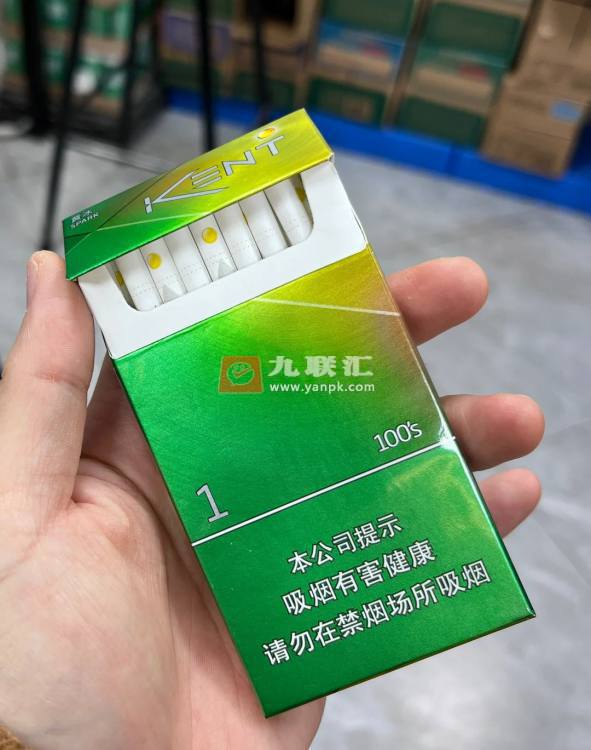 KENT
SPARK
九联汇
www.yanpk.com
100's
1
本公司提示
吸烟有害健康
请勿在禁烟场所吸烟